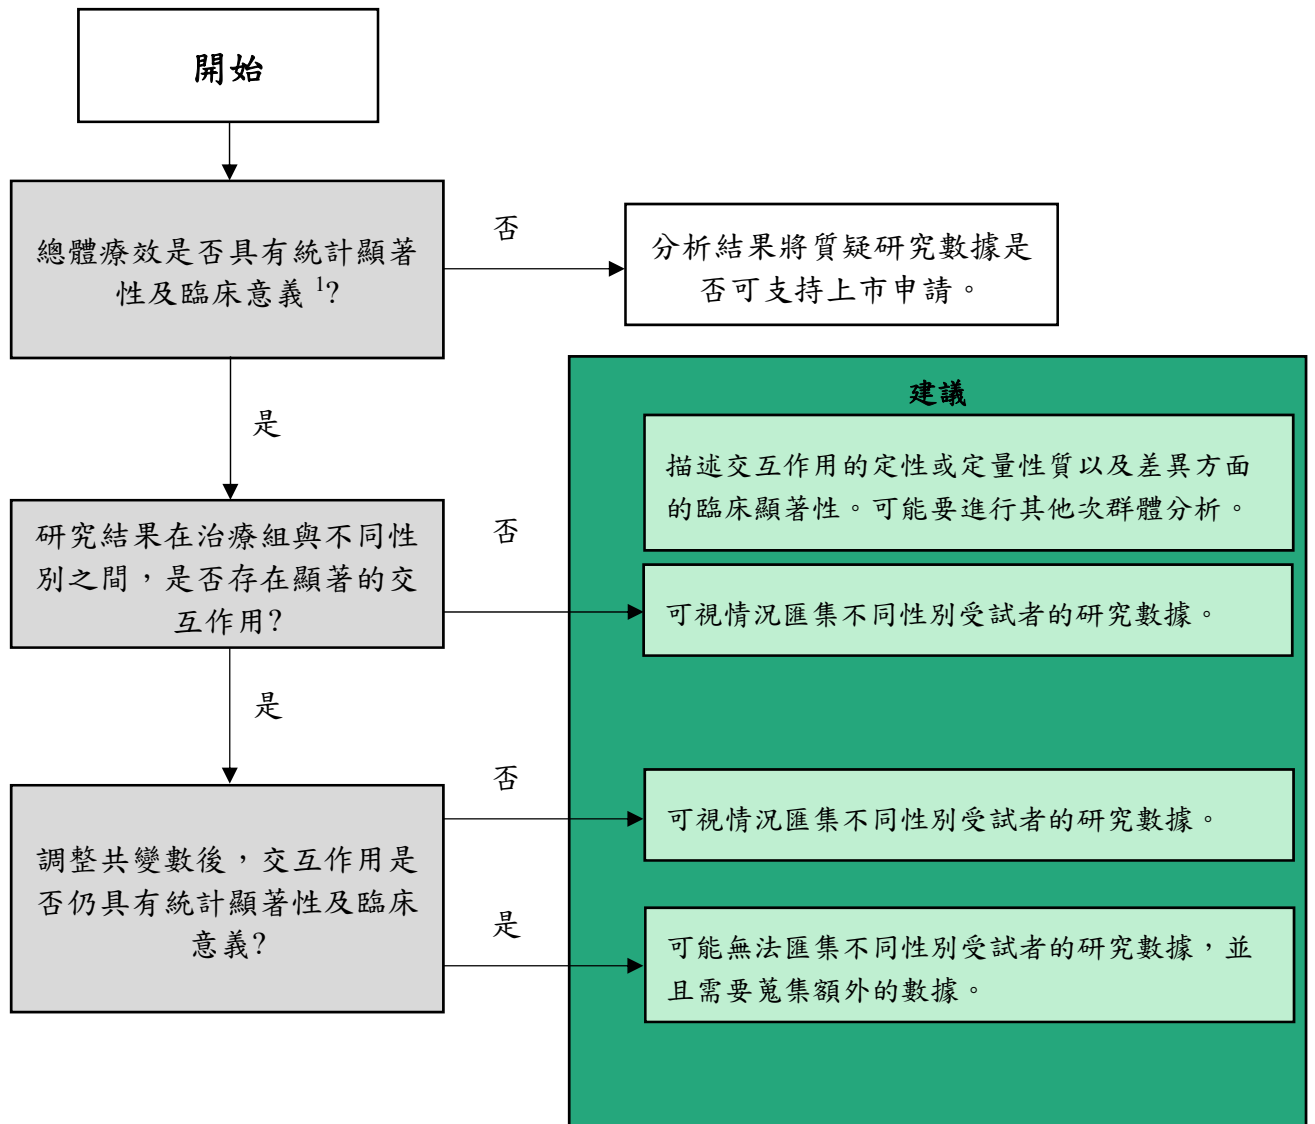 開始
總體療效是否具有統計顯著
性及臨床意義 ¹?
否
分析結果將質疑研究數據是
否可支持上市申請。
是
建議
描述交互作用的定性或定量性質以及差異方面
的臨床顯著性。可能要進行其他次群體分析。
研究結果在治療組與不同性
別之間，是否存在顯著的交
互作用?
否
可視情況匯集不同性別受試者的研究數據。
是
調整共變數後，交互作用是
否仍具有統計顯著性及臨床
意義?
否
可視情況匯集不同性別受試者的研究數據。
是
可能無法匯集不同性別受試者的研究數據，並
且需要蒐集額外的數據。